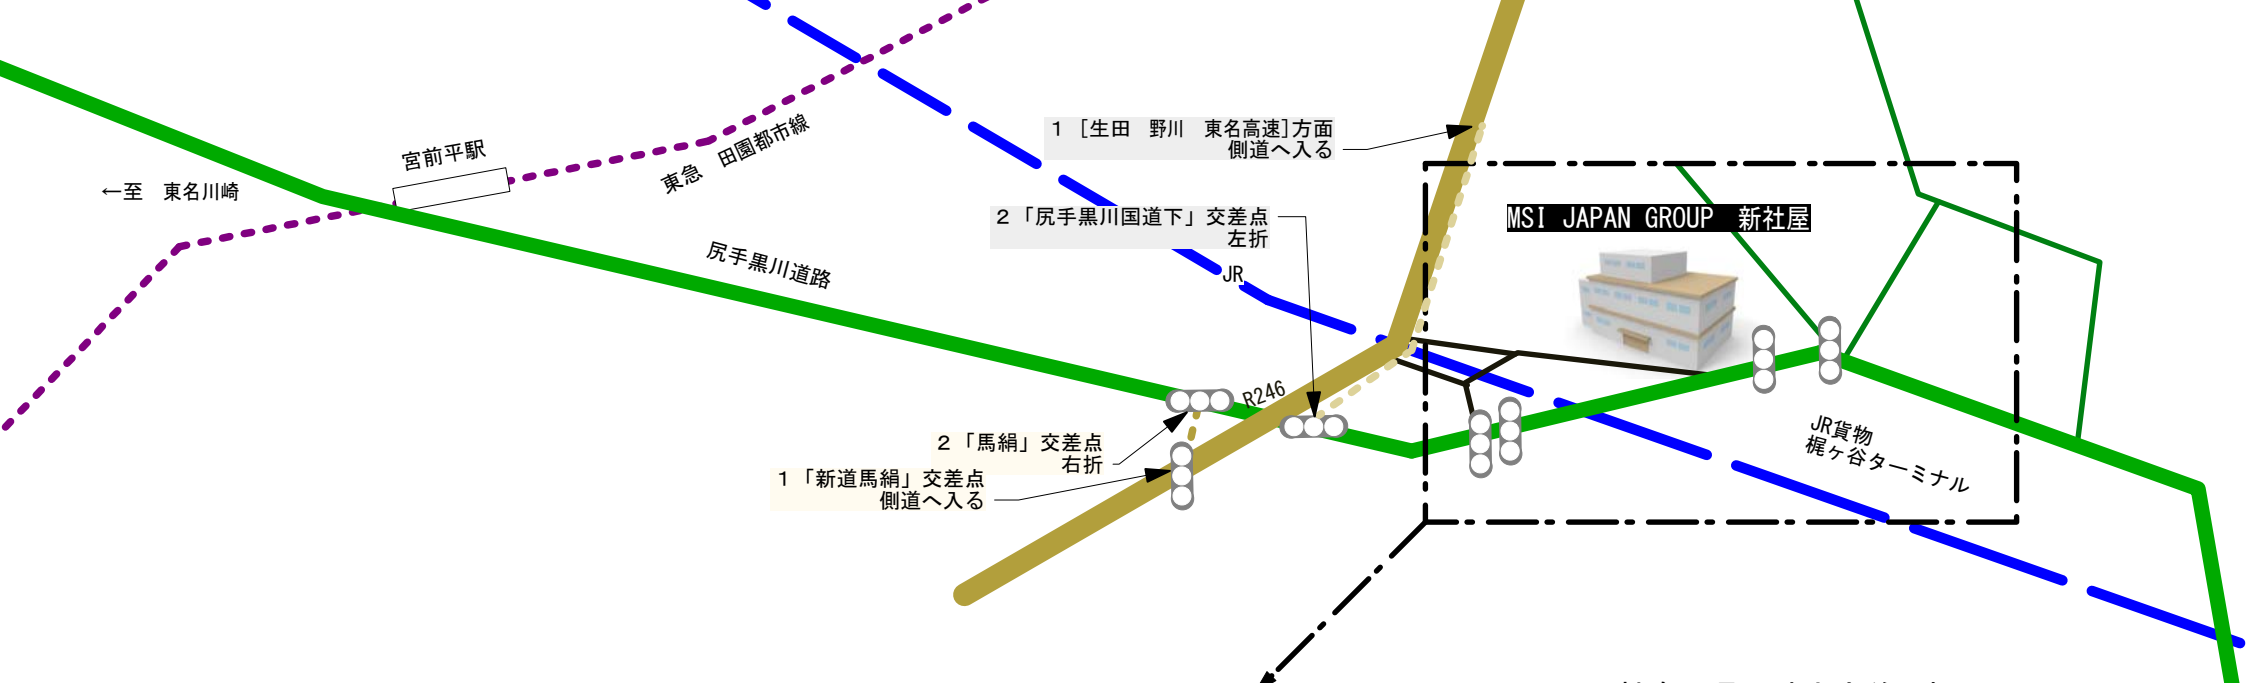 1 [生田　野川　東名高速]方面
側道へ入る
宮前平駅
東急　田園都市線
←至　東名川崎
2「尻手黒川国道下」交差点
左折
MSI JAPAN GROUP　新社屋
尻手黒川道路
JR
R246
2「馬絹」交差点
右折
1「新道馬絹」交差点
側道へ入る
JR貨物
梶ヶ谷ターミナル